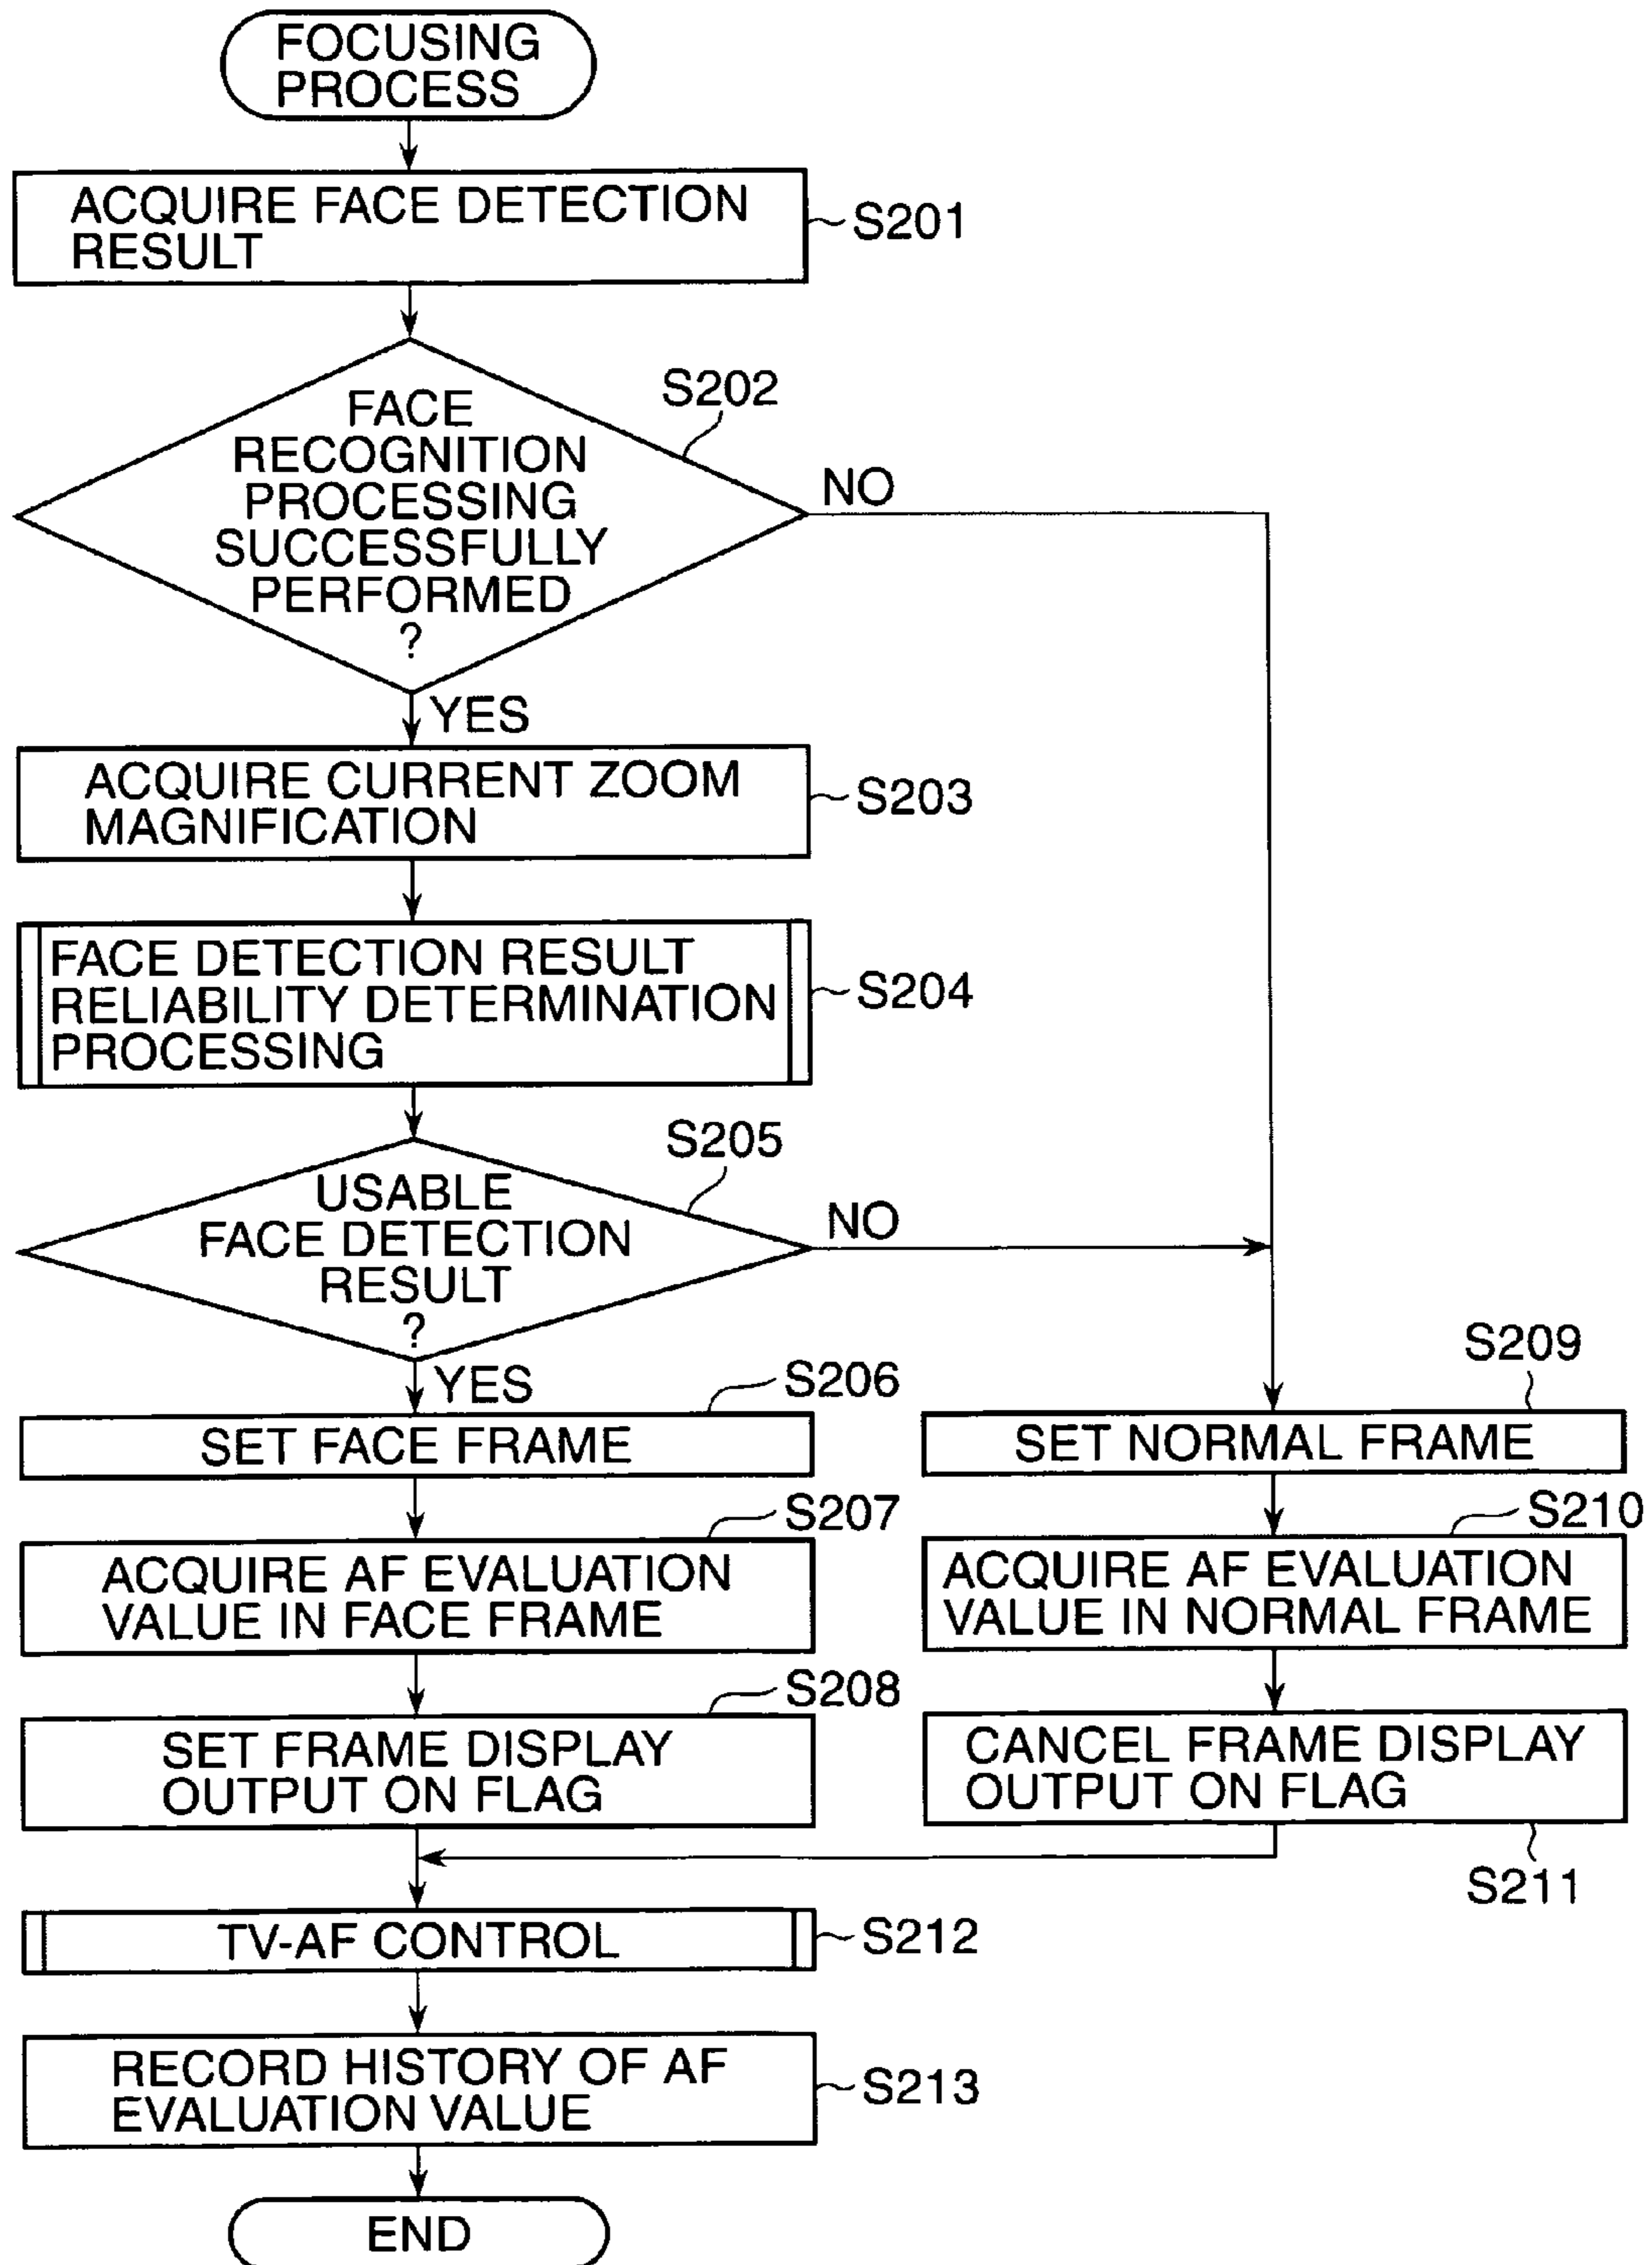 FOCUSING
PROCESS
ACQUIRE FACE DETECTION
RESULT
S201
S202
FACE
RECOGNITION
PROCESSING
SUCCESSFULLY
PERFORMED
?
NO
YES
ACQUIRE CURRENT ZOOM
MAGNIFICATION
S203
FACE DETECTION RESULT
RELIABILITY DETERMINATION
PROCESSING
S204
S205
USABLE
FACE DETECTION
RESULT
?
NO
YES
S206
SET FACE FRAME
S207
ACQUIRE AF EVALUATION
VALUE IN FACE FRAME
S208
SET FRAME DISPLAY
OUTPUT ON FLAG
S209
SET NORMAL FRAME
S210
ACQUIRE AF EVALUATION
VALUE IN NORMAL FRAME
CANCEL FRAME DISPLAY
OUTPUT ON FLAG
S211
TV-AF CONTROL
S212
RECORD HISTORY OF AF
EVALUATION VALUE
S213
END